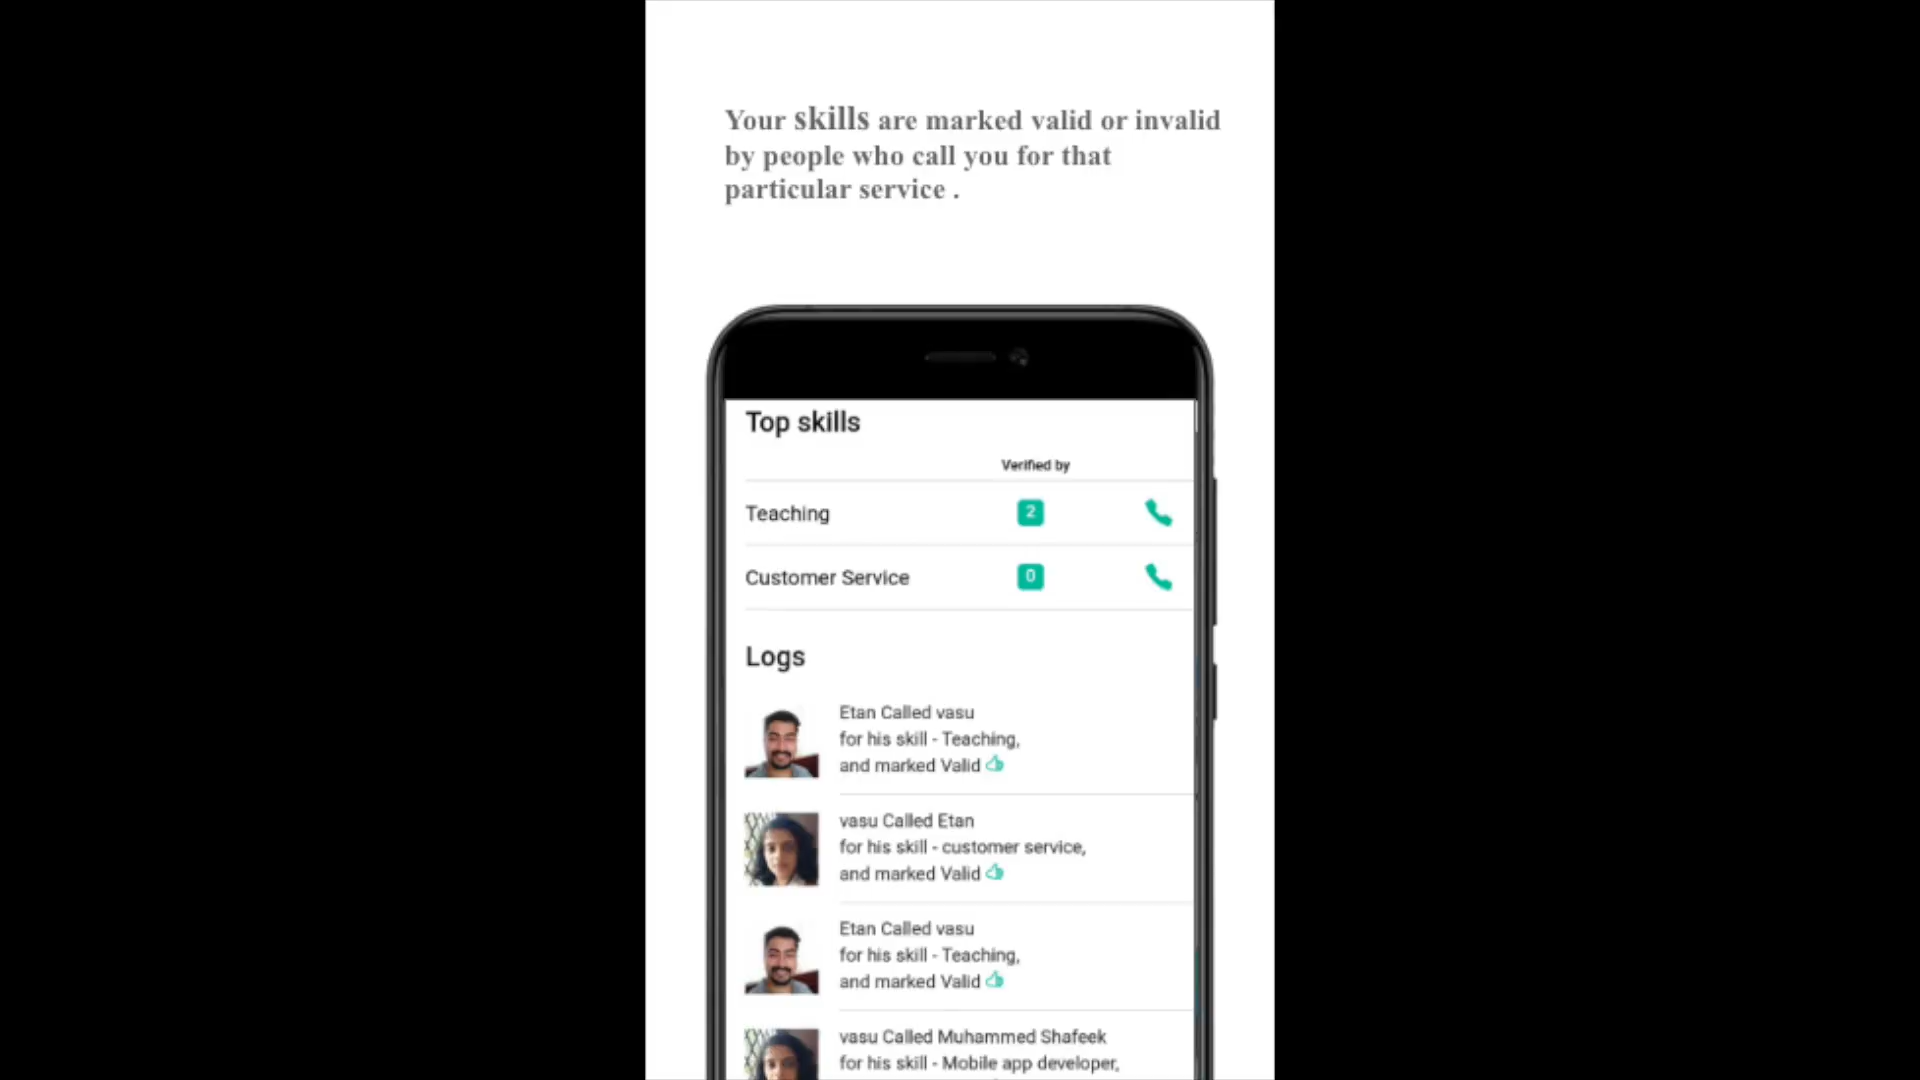 Your skills are marked valid or invalid
by people who call you for that
particular service .
Top skills
Verified by
Teaching 2
Customer Service 0
Logs
Etan Called vasu
for his skill - Teaching,
and marked Valid
vasu Called Etan
for his skill - customer service,
and marked Valid
Etan Called vasu
for his skill - Teaching,
and marked Valid
vasu Called Muhammed Shafeek
for his skill - Mobile app developer,